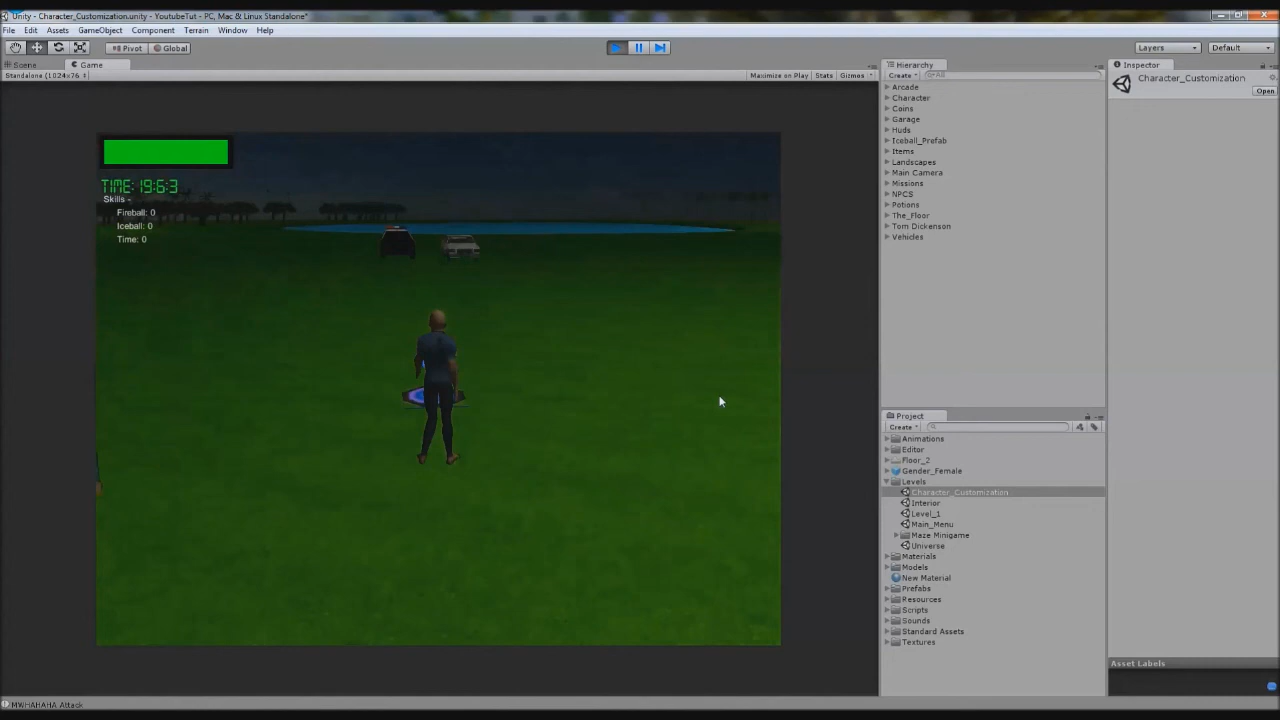 Unity - Character_Customization.unity - YoutubeTut - PC, Mac & Linux Standalone*
File Edit Assets GameObject Component Terrain Window Help
Pivot Global Layers Default
Scene Game
Standalone (1024x76 Maximize on Play Stats Gizmos
TIME: 19:6:3
Skills -
Fireball: 0
Iceball: 0
Time: 0
Hierarchy
Create All
Arcade
Character
Coins
Garage
Huds
Iceball_Prefab
Items
Landscapes
Main Camera
Missions
NPCS
Potions
The_Floor
Tom Dickenson
Vehicles
Project
Create
Animations
Editor
Floor_2
Gender_Female
Levels
Character_Customization
Interior
Level_1
Main_Menu
Maze Minigame
Universe
Materials
Models
New Material
Prefabs
Resources
Scripts
Sounds
Standard Assets
Textures
Inspector
Character_Customization
Open
Asset Labels
MWHAHAHA Attack